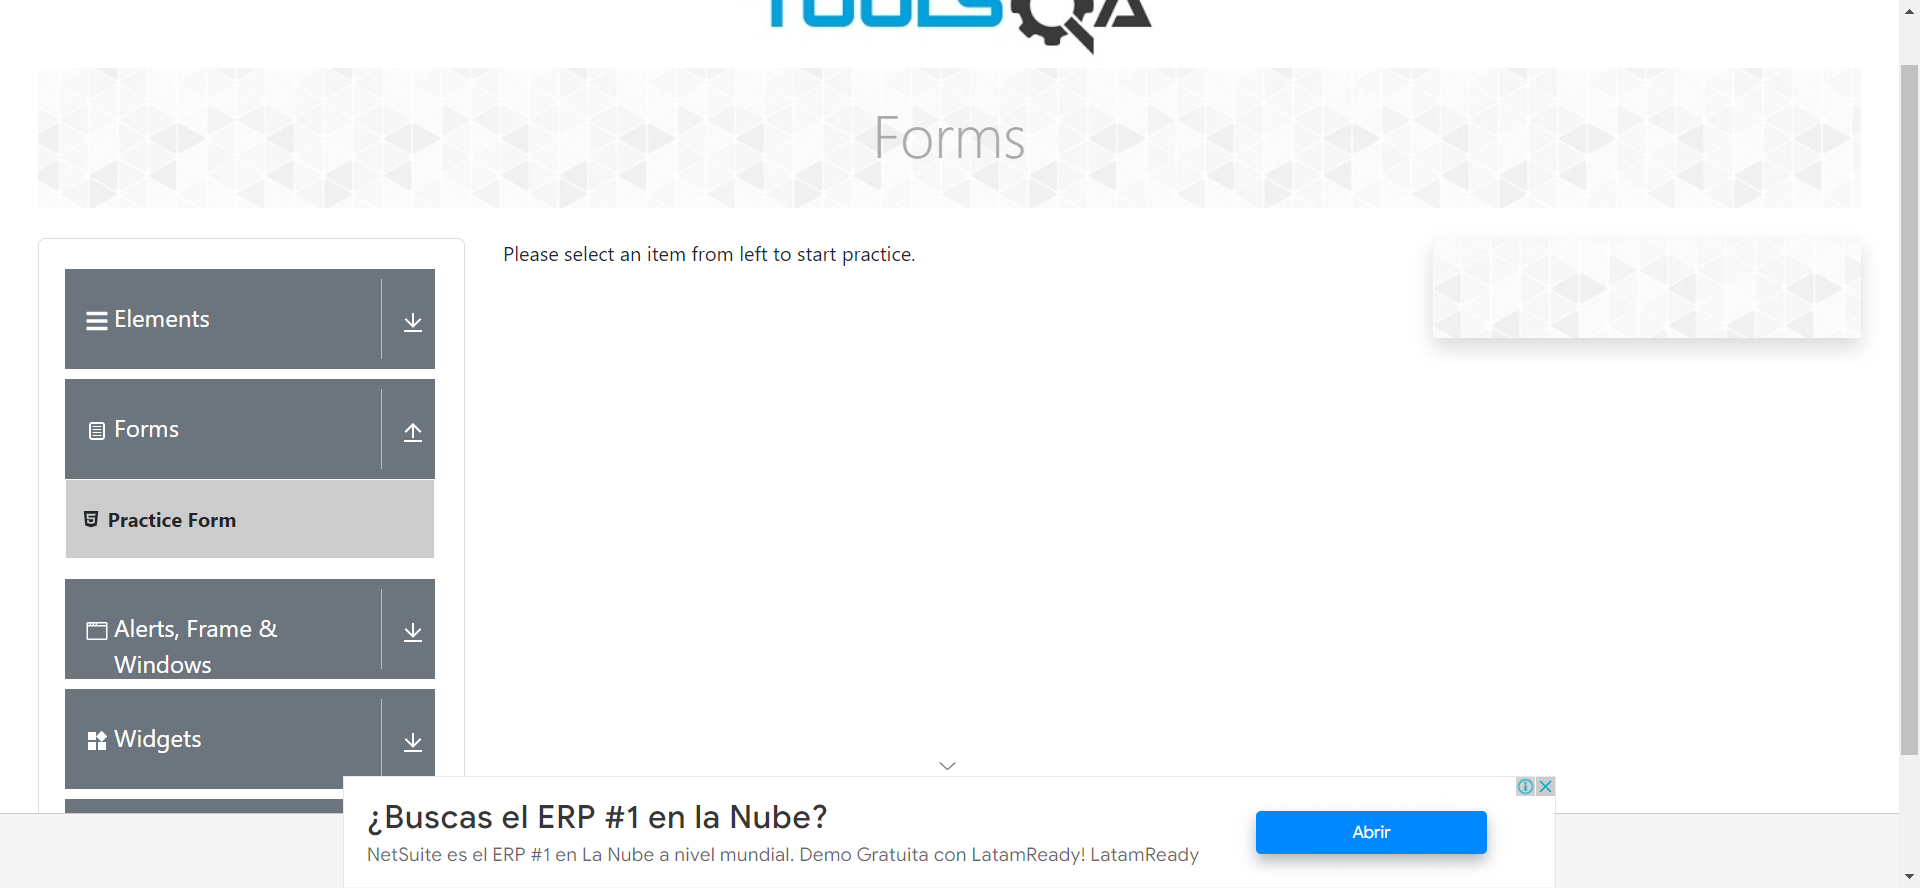 TOOLSQA
Forms
Please select an item from left to start practice.
Elements
Forms
Practice Form
Alerts, Frame &
Windows
Widgets
¿Buscas el ERP #1 en la Nube?
NetSuite es el ERP #1 en La Nube a nivel mundial. Demo Gratuita con LatamReady! LatamReady
Abrir